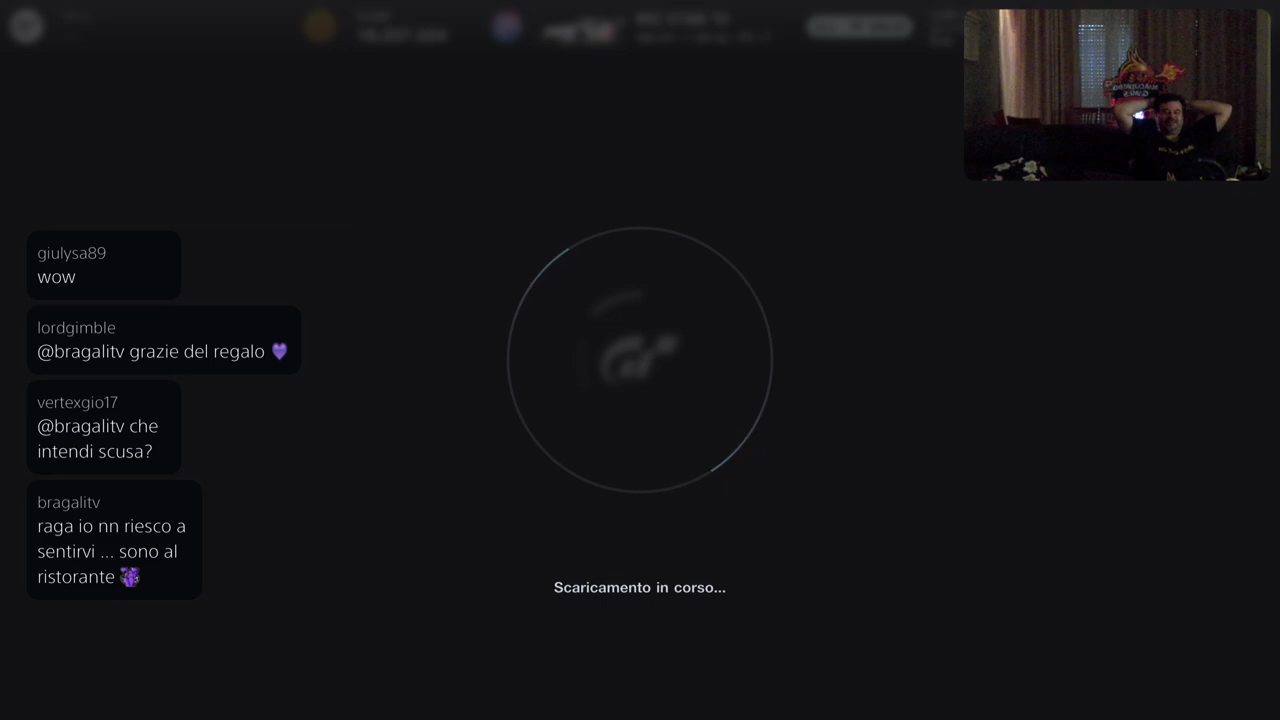 giulysa89
wow
lordgimble
@bragalitv grazie del regalo 💜
vertexgio17
@bragalitv che
intendi scusa?
bragalitv
raga io nn riesco a
sentirvi ... sono al
ristorante
Scaricamento in corso...